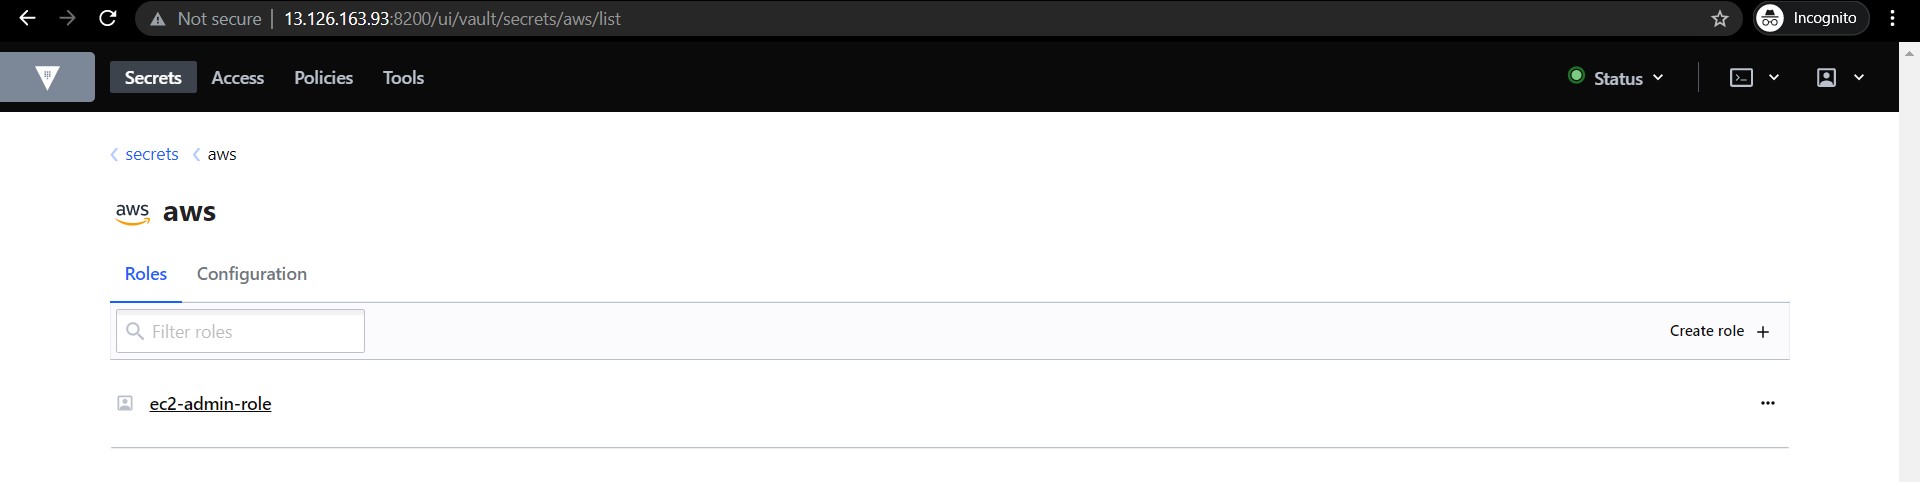 Not secure 13.126.163.93:8200/ui/vault/secrets/aws/list Incognito
Secrets Access Policies Tools Status
secrets aws
aws aws
Roles Configuration
Filter roles Create role +
ec2-admin-role